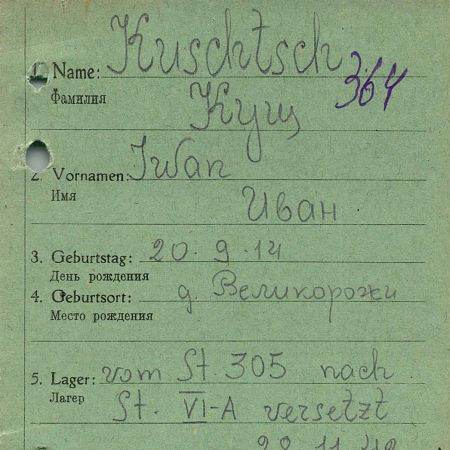 Kuschtsch
1. Name:
364
Фамилия
Кущ
2. Vornamen: Iwan
Имя
Иван
3. Geburtstag: 20.9.14
День рождения
4. Geburtsort: д. Великорожи
Место рождения
5. Lager: vom St. 305 nach
Лагер
St. VI-A versetzt